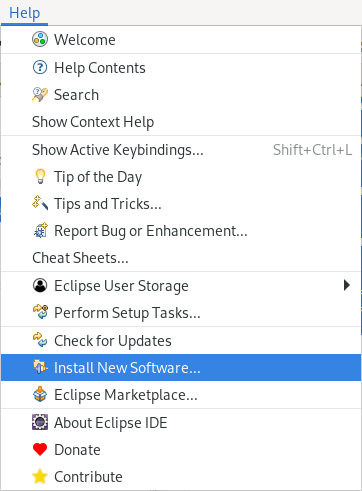 Help
Welcome
Help Contents
Search
Show Context Help
Show Active Keybindings... Shift+Ctrl+L
Tip of the Day
Tips and Tricks...
Report Bug or Enhancement...
Cheat Sheets...
Eclipse User Storage
Perform Setup Tasks...
Check for Updates
Install New Software...
Eclipse Marketplace...
About Eclipse IDE
Donate
Contribute